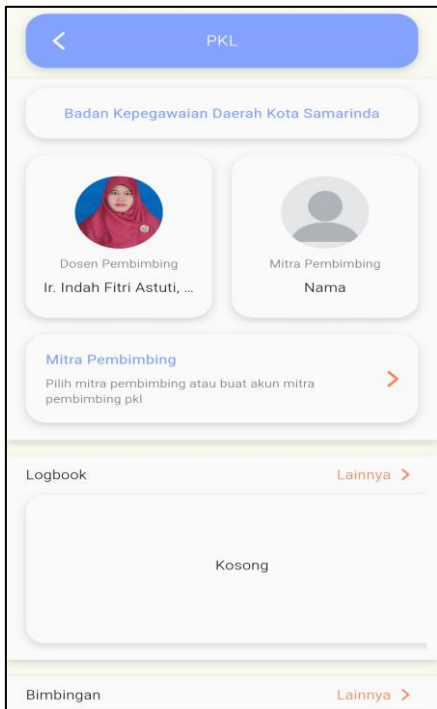 PKL
Badan Kepegawaian Daerah Kota Samarinda
Dosen Pembimbing
Ir. Indah Fitri Astuti, ...
Mitra Pembimbing
Nama
Mitra Pembimbing
Pilih mitra pembimbing atau buat akun mitra
pembimbing pkl
Logbook
Lainnya
Kosong
Bimbingan
Lainnya